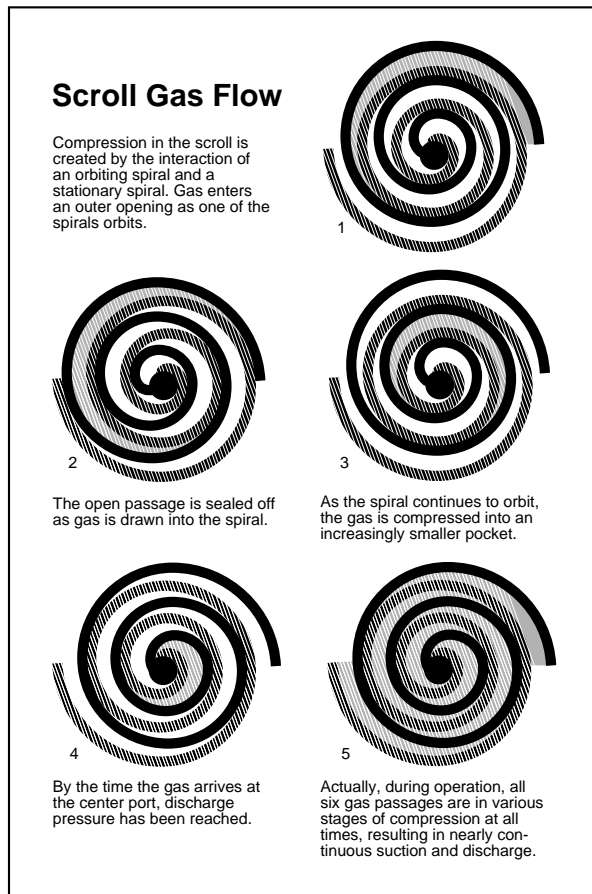 Scroll Gas Flow
Compression in the scroll is
created by the interaction of
an orbiting spiral and a
stationary spiral. Gas enters
an outer opening as one of the
spirals orbits.
1
2
The open passage is sealed off
as gas is drawn into the spiral.
3
As the spiral continues to orbit,
the gas is compressed into an
increasingly smaller pocket.
4
By the time the gas arrives at
the center port, discharge
pressure has been reached.
5
Actually, during operation, all
six gas passages are in various
stages of compression at all
times, resulting in nearly con-
tinuous suction and discharge.